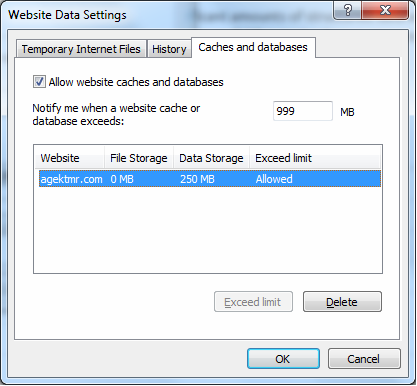 Website Data Settings
Temporary Internet Files History Caches and databases
Allow website caches and databases
Notify me when a website cache or
database exceeds:
999 MB
Website File Storage Data Storage Exceed limit
agektmr.com 0 MB 250 MB Allowed
Exceed limit Delete
OK Cancel